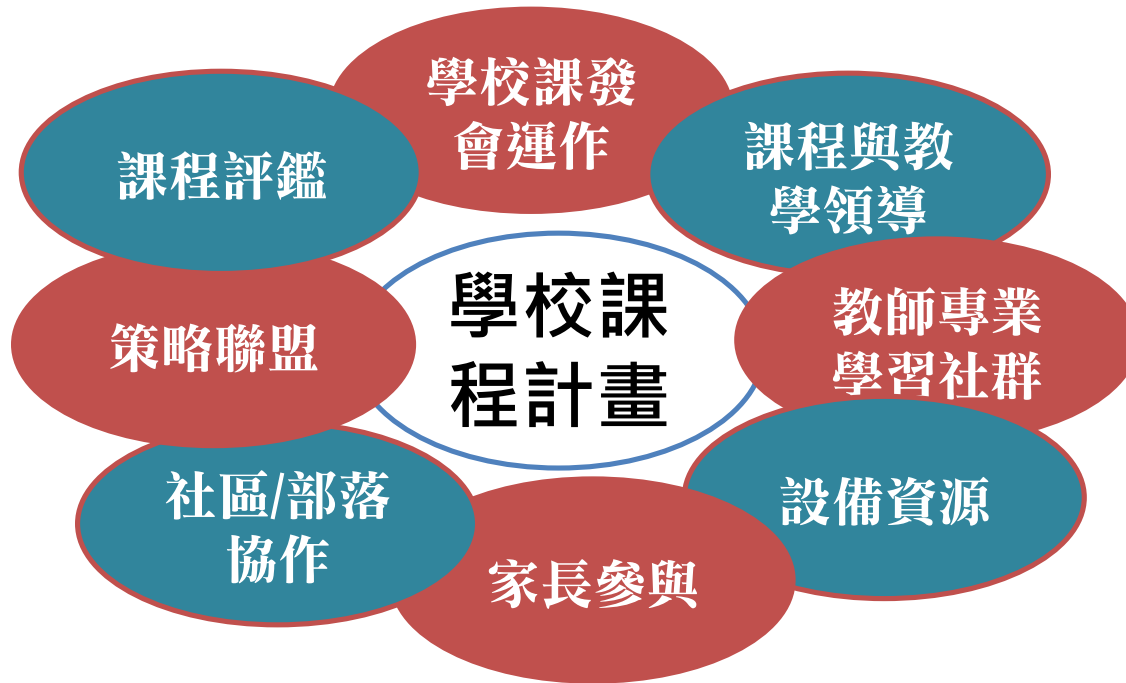 學校課發
會運作
課程與教
學領導
教師專業
學習社群
設備資源
家長參與
社區/部落
協作
策略聯盟
課程評鑑
學校課
程計畫